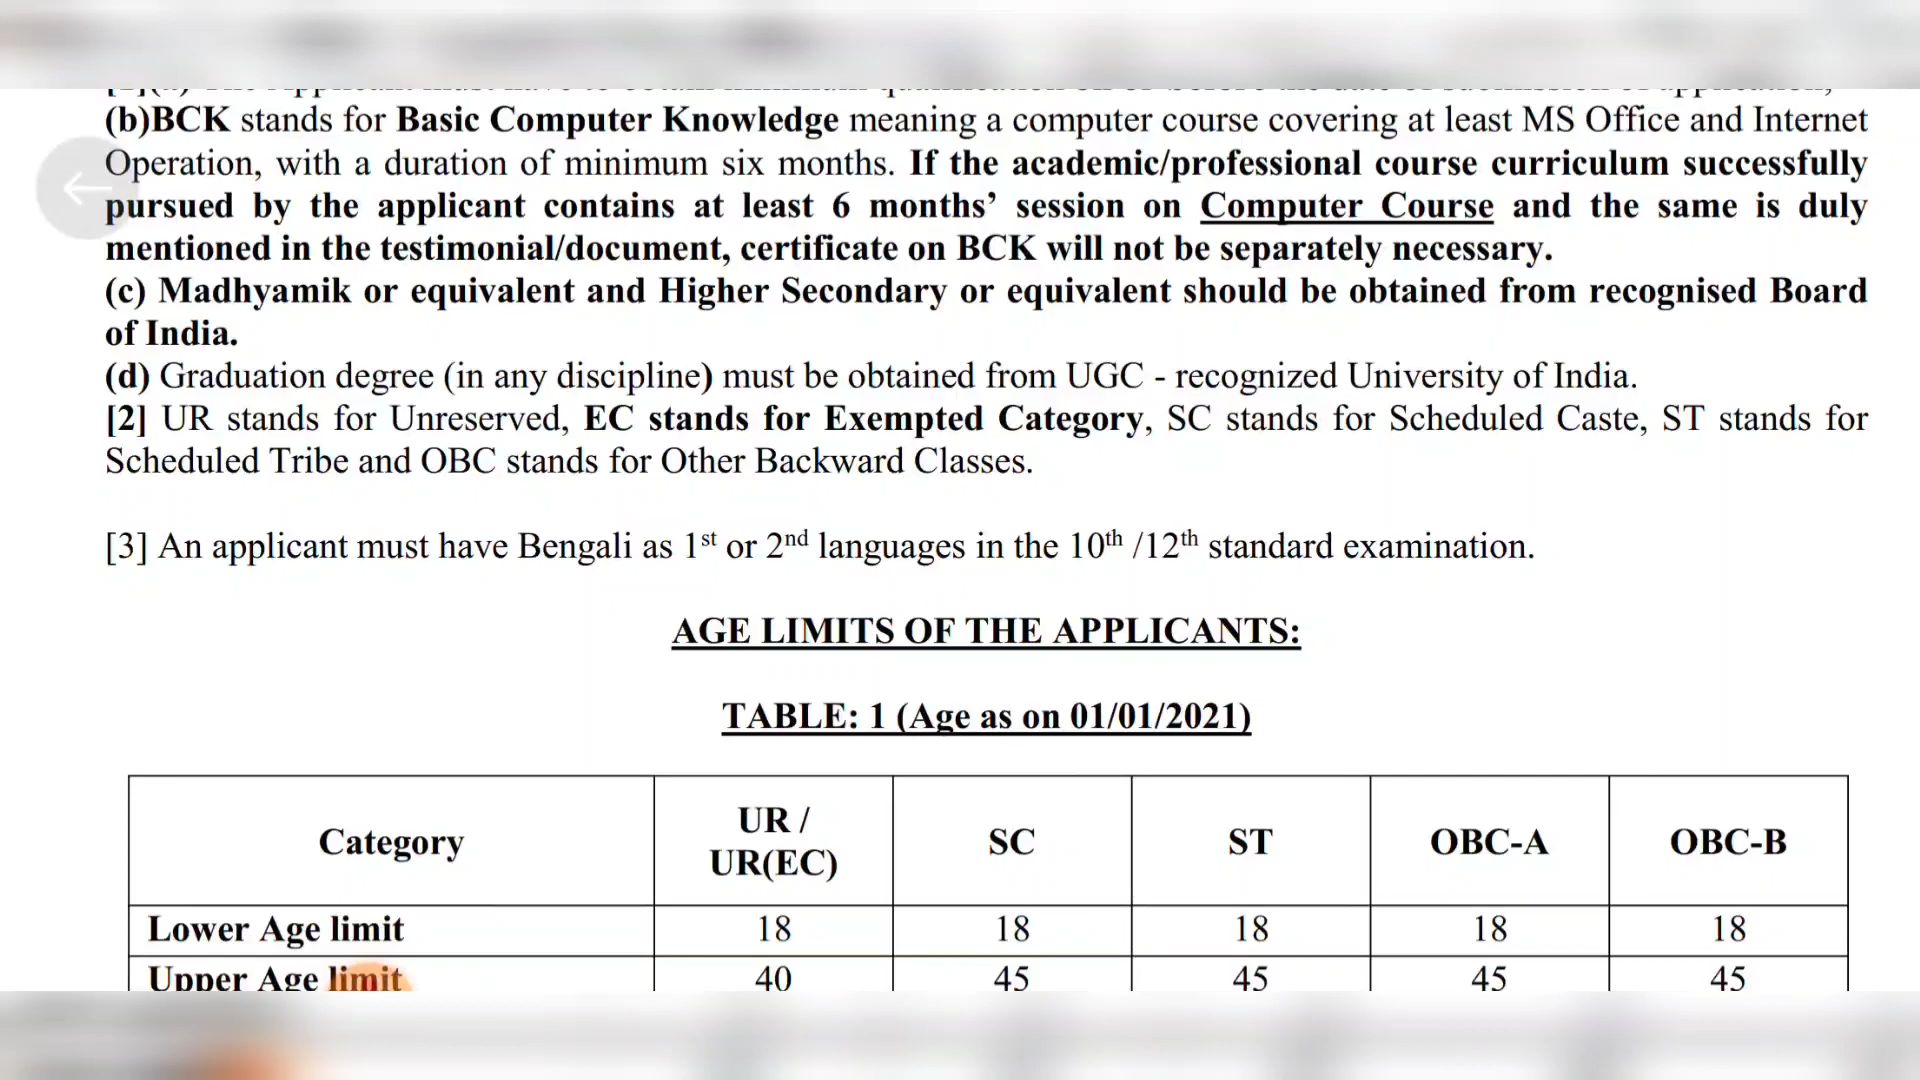 (b)BCK stands for Basic Computer Knowledge meaning a computer course covering at least MS Office and Internet
Operation, with a duration of minimum six months. If the academic/professional course curriculum successfully
pursued by the applicant contains at least 6 months’ session on Computer Course and the same is duly
mentioned in the testimonial/document, certificate on BCK will not be separately necessary.
(c) Madhyamik or equivalent and Higher Secondary or equivalent should be obtained from recognised Board
of India.
(d) Graduation degree (in any discipline) must be obtained from UGC - recognized University of India.
[2] UR stands for Unreserved, EC stands for Exempted Category, SC stands for Scheduled Caste, ST stands for
Scheduled Tribe and OBC stands for Other Backward Classes.
[3] An applicant must have Bengali as 1st or 2nd languages in the 10th /12th standard examination.
AGE LIMITS OF THE APPLICANTS:
TABLE: 1 (Age as on 01/01/2021)
Category UR / UR(EC) SC ST OBC-A OBC-B
Lower Age limit 18 18 18 18 18
Upper Age limit 40 45 45 45 45